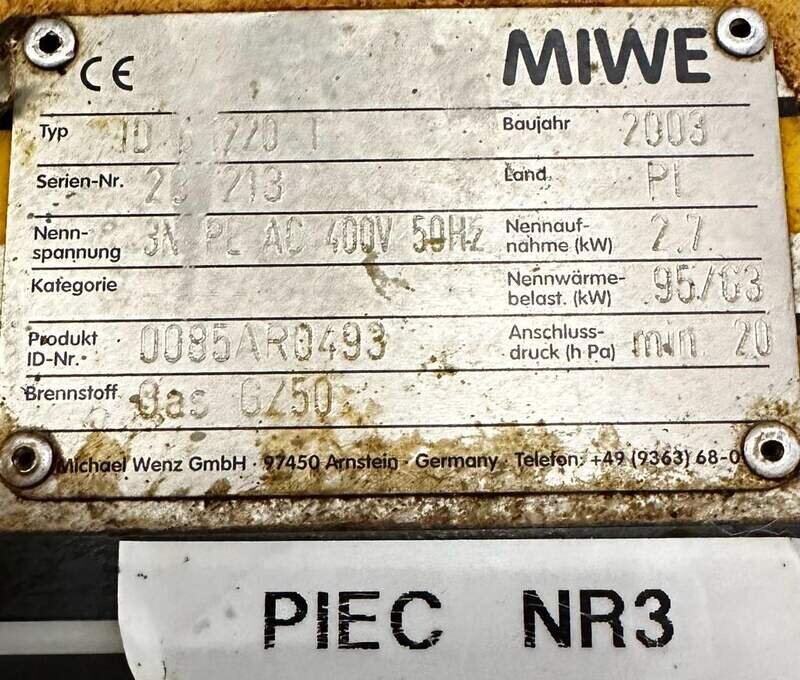 CE MIWE
Typ Baujahr 2003
Serien-Nr. 213 Land PL
Nenn-spannung 3N PE AC 400V 50Hz Nennauf-nahme (kW) 2.7
Kategorie Nennwärme-belast. (kW) 95/63
Produkt ID-Nr. 0085AR0493 Anschluss-druck (h Pa) min. 20
Brennstoff Gas GZ50
Michael Wenz GmbH · 97450 Arnstein · Germany · Telefon: +49 (9363) 68-0
PIEC NR3